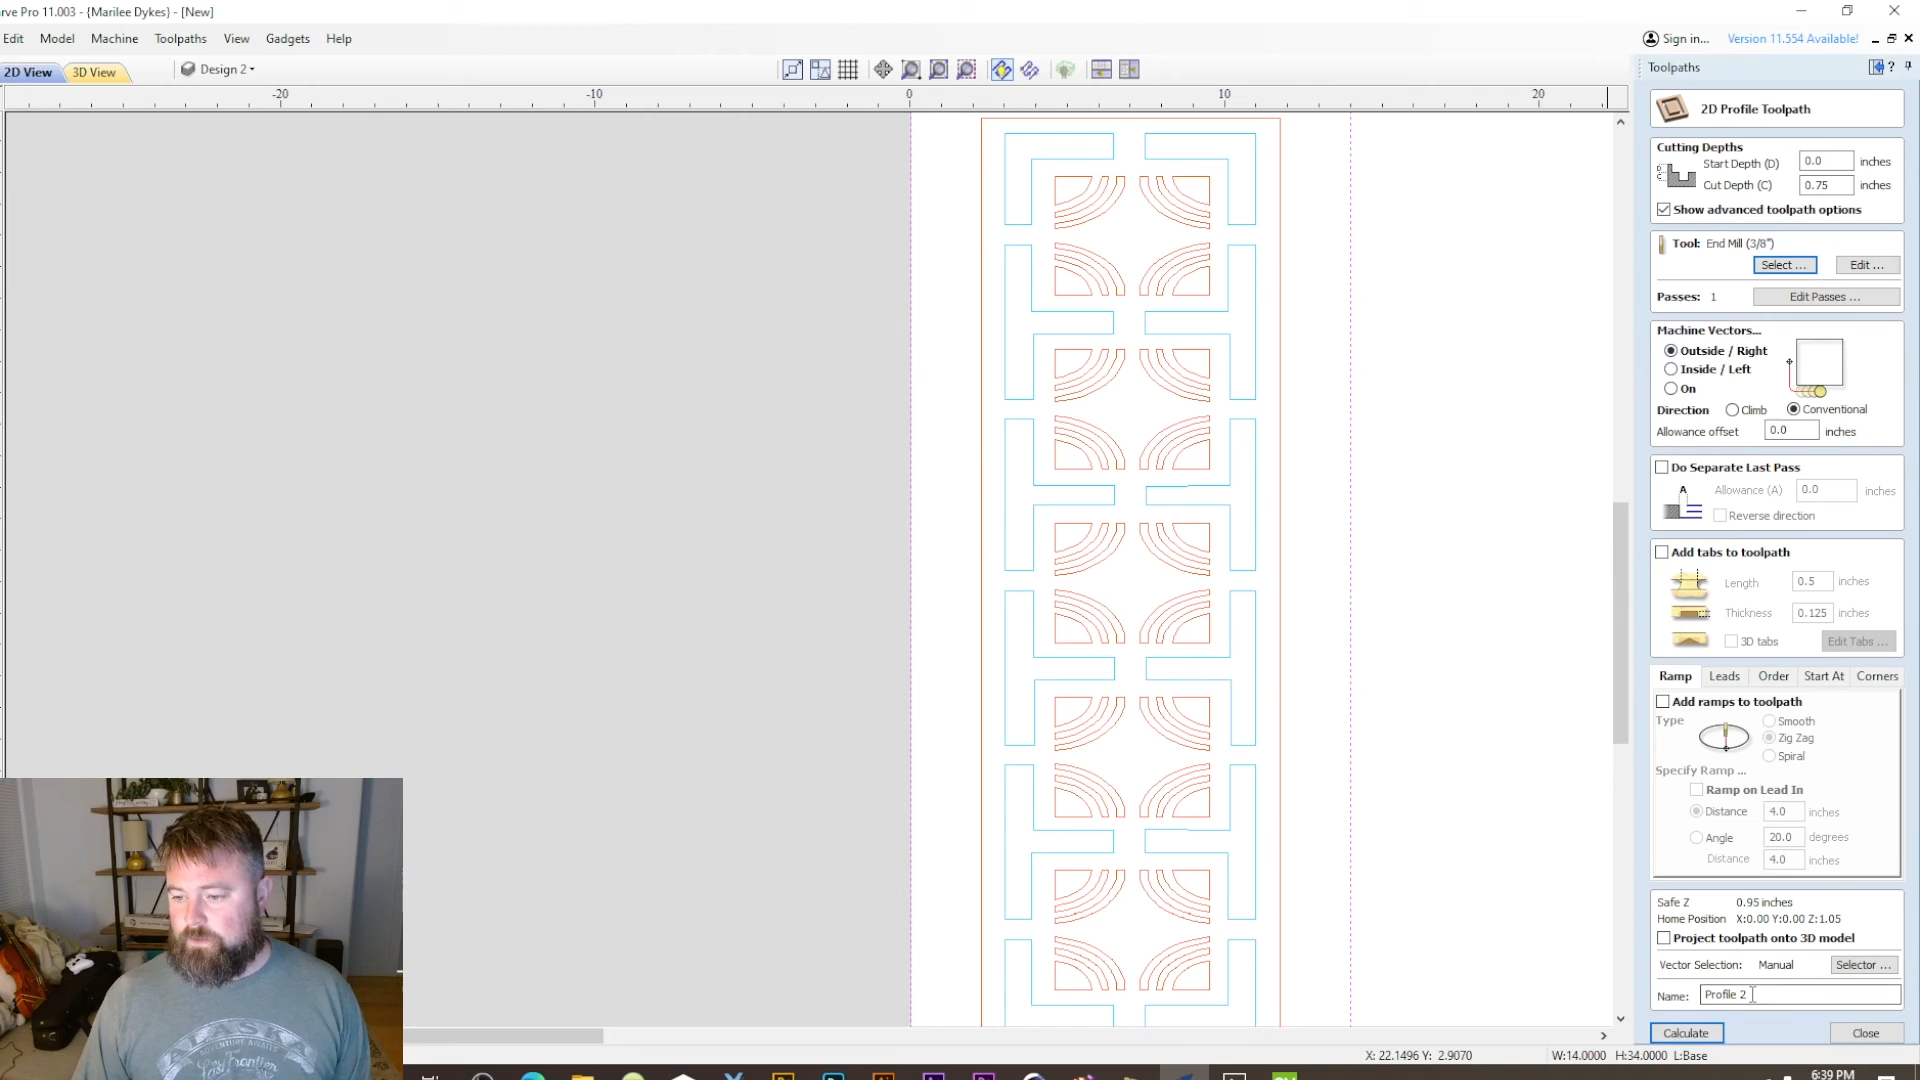 rve Pro 11.003 - {Marilee Dykes} - [New]
Edit Model Machine Toolpaths View Gadgets Help
Sign in... Version 11.554 Available!
2D View 3D View Design 2
Toolpaths
-20 -10 0 10 20
2D Profile Toolpath
Cutting Depths
Start Depth (D) 0.0 inches
Cut Depth (C) 0.75 inches
Show advanced toolpath options
Tool: End Mill (3/8")
Select ... Edit ...
Passes: 1 Edit Passes ...
Machine Vectors...
Outside / Right
Inside / Left
On
Direction Climb Conventional
Allowance offset 0.0 inches
Do Separate Last Pass
A Allowance (A) 0.0 inches
Reverse direction
Add tabs to toolpath
Length 0.5 inches
Thickness 0.125 inches
3D tabs Edit Tabs ...
Ramp Leads Order Start At Corners
Add ramps to toolpath
Type Smooth
Zig Zag
Spiral
Specify Ramp ...
Ramp on Lead In
Distance 4.0 inches
Angle 20.0 degrees
Distance 4.0 inches
Safe Z 0.95 inches
Home Position X:0.00 Y:0.00 Z:1.05
Project toolpath onto 3D model
Vector Selection: Manual Selector ...
Name: Profile 2
Calculate Close
X: 22.1496 Y: 2.9070 W:14.0000 H:34.0000 L:Base
6:39 PM
ALASKA
ADVENTURE AWAITS
Last Frontier